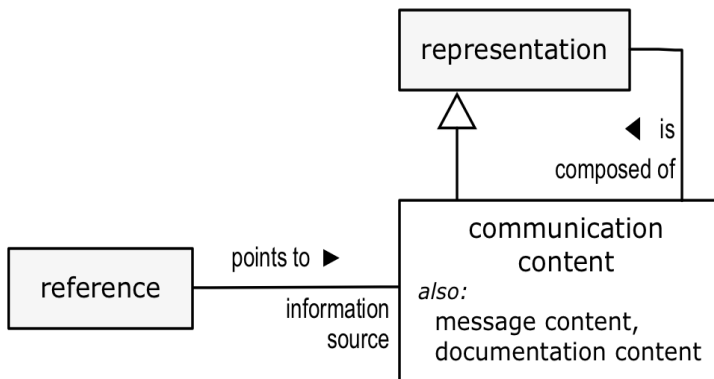 representation
◀ is
composed of
communication
content
also:
message content,
documentation content
points to ▶
reference
information
source